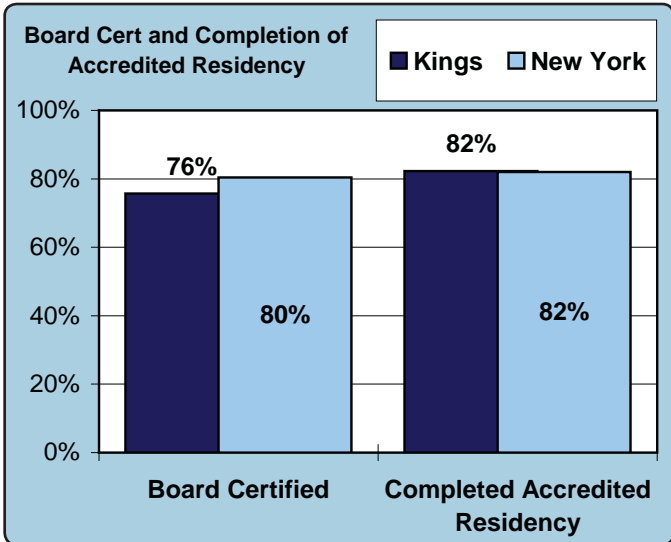 Board Cert and Completion of
Accredited Residency
Kings
New York
100%
80%
60%
40%
20%
0%
76%
80%
82%
82%
Board Certified
Completed Accredited
Residency